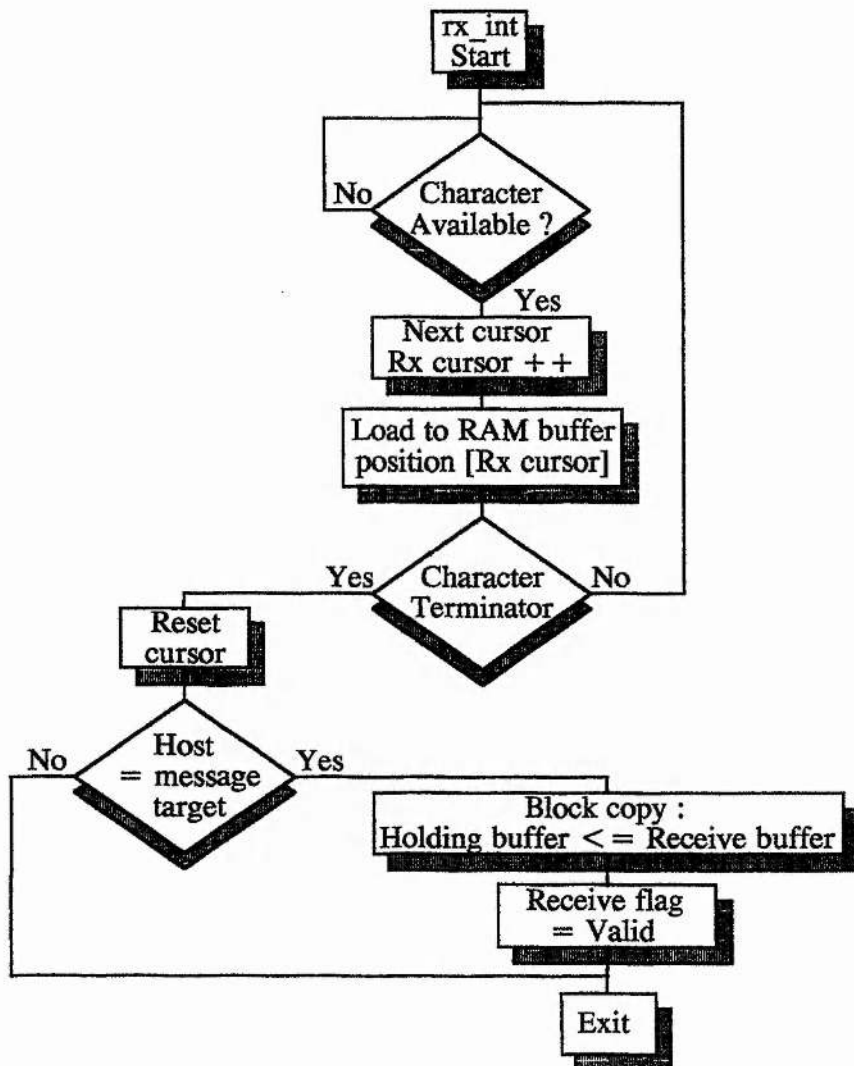 rx_int
Start
No
Character
Available ?
Yes
Next cursor
Rx cursor + +
Load to RAM buffer
position [Rx cursor]
Yes
Character
Terminator
No
Reset
cursor
No
Host
= message
target
Yes
Block copy :
Holding buffer < = Receive buffer
Receive flag
= Valid
Exit